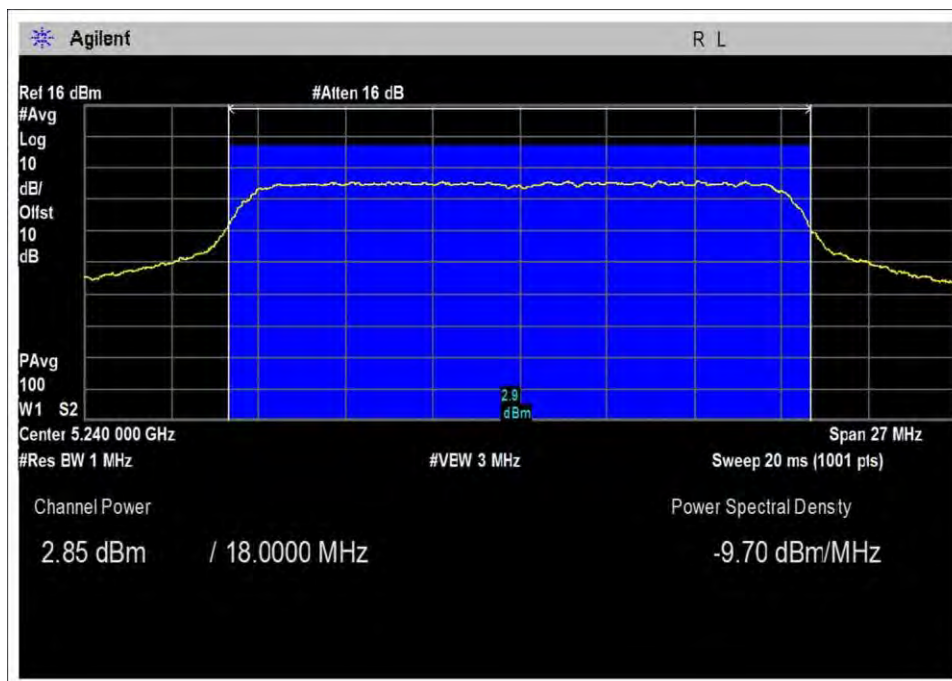 Agilent R L
Ref 16 dBm #Atten 16 dB
#Avg
Log
10
dB/
Offst
10
dB
PAvg
100
W1 S2
2.9
dBm
Center 5.240 000 GHz Span 27 MHz
#Res BW 1 MHz #VBW 3 MHz Sweep 20 ms (1001 pts)
Channel Power Power Spectral Density
2.85 dBm / 18.0000 MHz -9.70 dBm/MHz